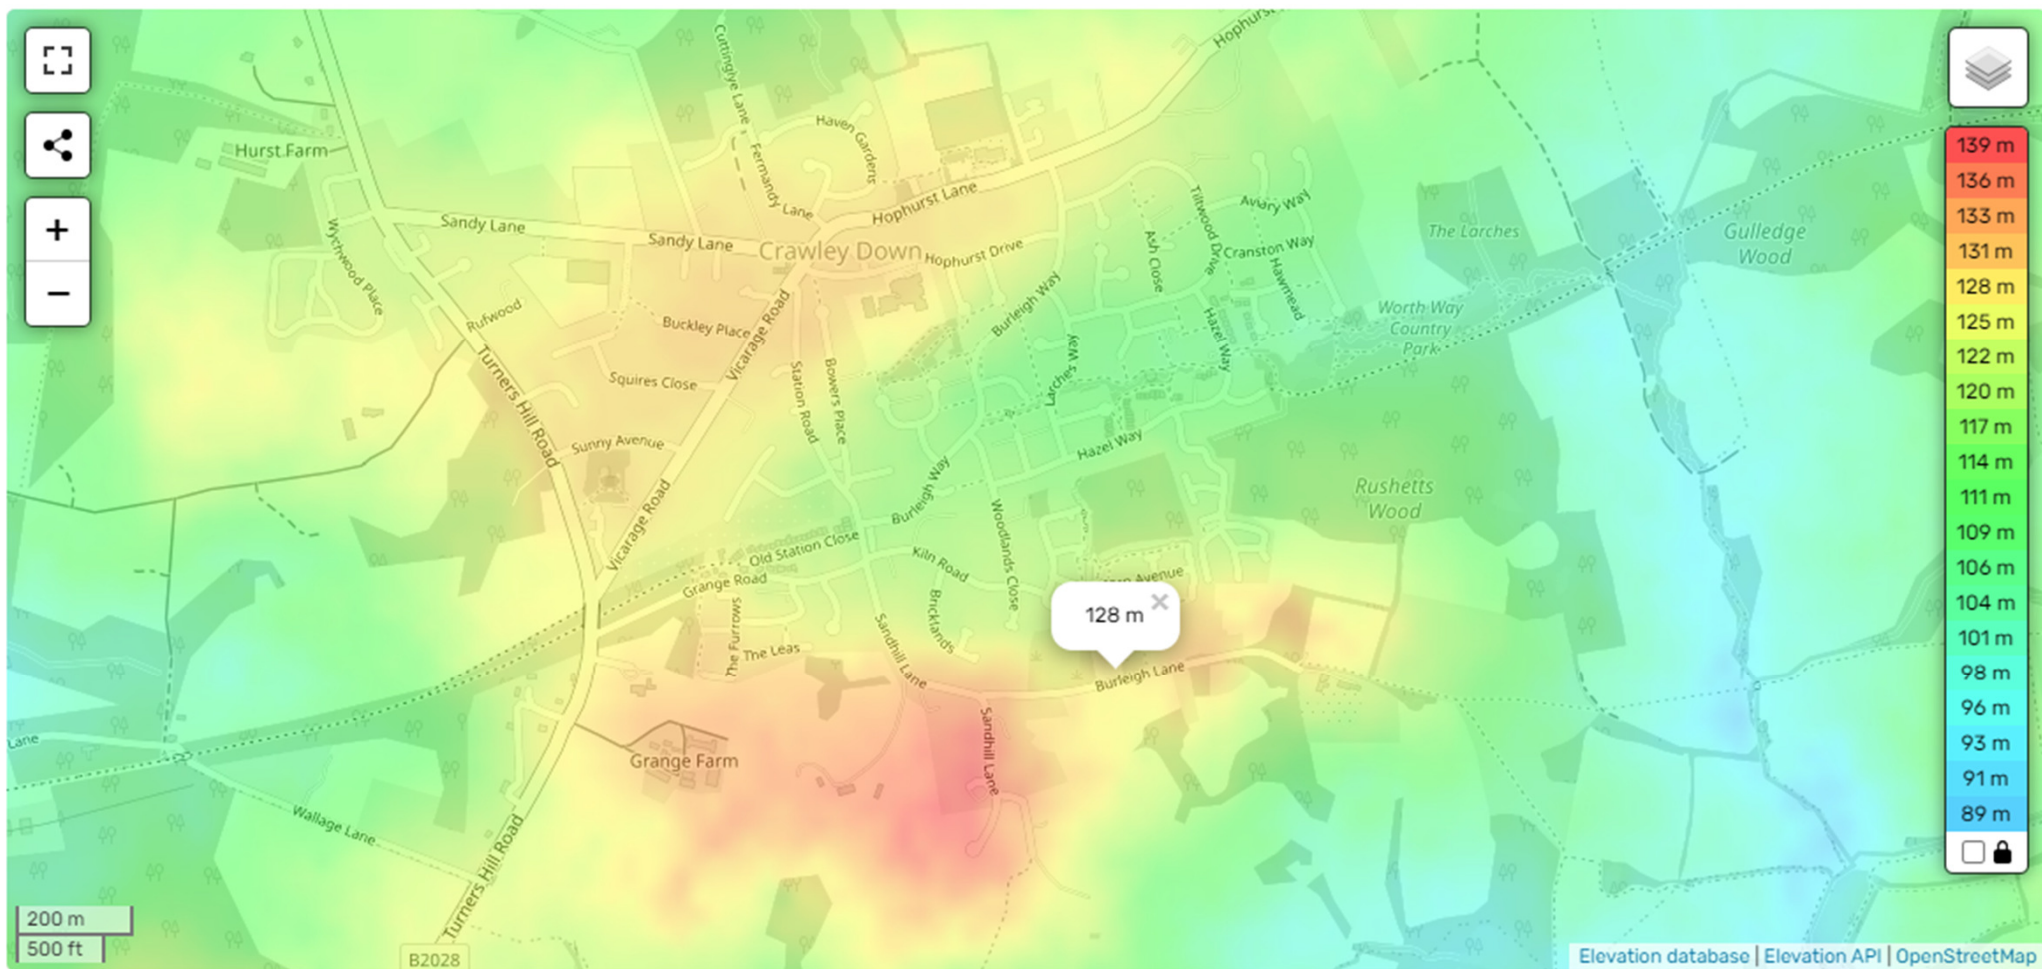 Hophurst
Cuttinglye Lane
Haven Gardens
Hurst Farm
Fermandy Lane
Hophurst Lane
Sandy Lane
Sandy Lane
Crawley Down
Hophurst Drive
Wychwood Place
Tiltwood Drive
Aviary Way
Ash Close
Cranston Way
Hawmead
The Larches
Gulledge
Wood
Rufwood
Buckley Place
Vicarage Road
Burleigh Way
Hazel Way
Worth Way
Country
Park
Turners Hill Road
Squires Close
Station Road
Bowers Place
Larches Way
Sunny Avenue
Hazel Way
Burleigh Way
Rushetts
Wood
Vicarage Road
Old Station Close
Woodlands Close
Kiln Road
Grange Road
Avenue
The Furrows
The Leas
Bricklands
Sandhill Lane
128 m
×
Burleigh Lane
Sandhill Lane
Lane
Grange Farm
Wallage Lane
Turners Hill Road
B2028
+
−
139 m
136 m
133 m
131 m
128 m
125 m
122 m
120 m
117 m
114 m
111 m
109 m
106 m
104 m
101 m
98 m
96 m
93 m
91 m
89 m
200 m
500 ft
Elevation database | Elevation API | OpenStreetMap